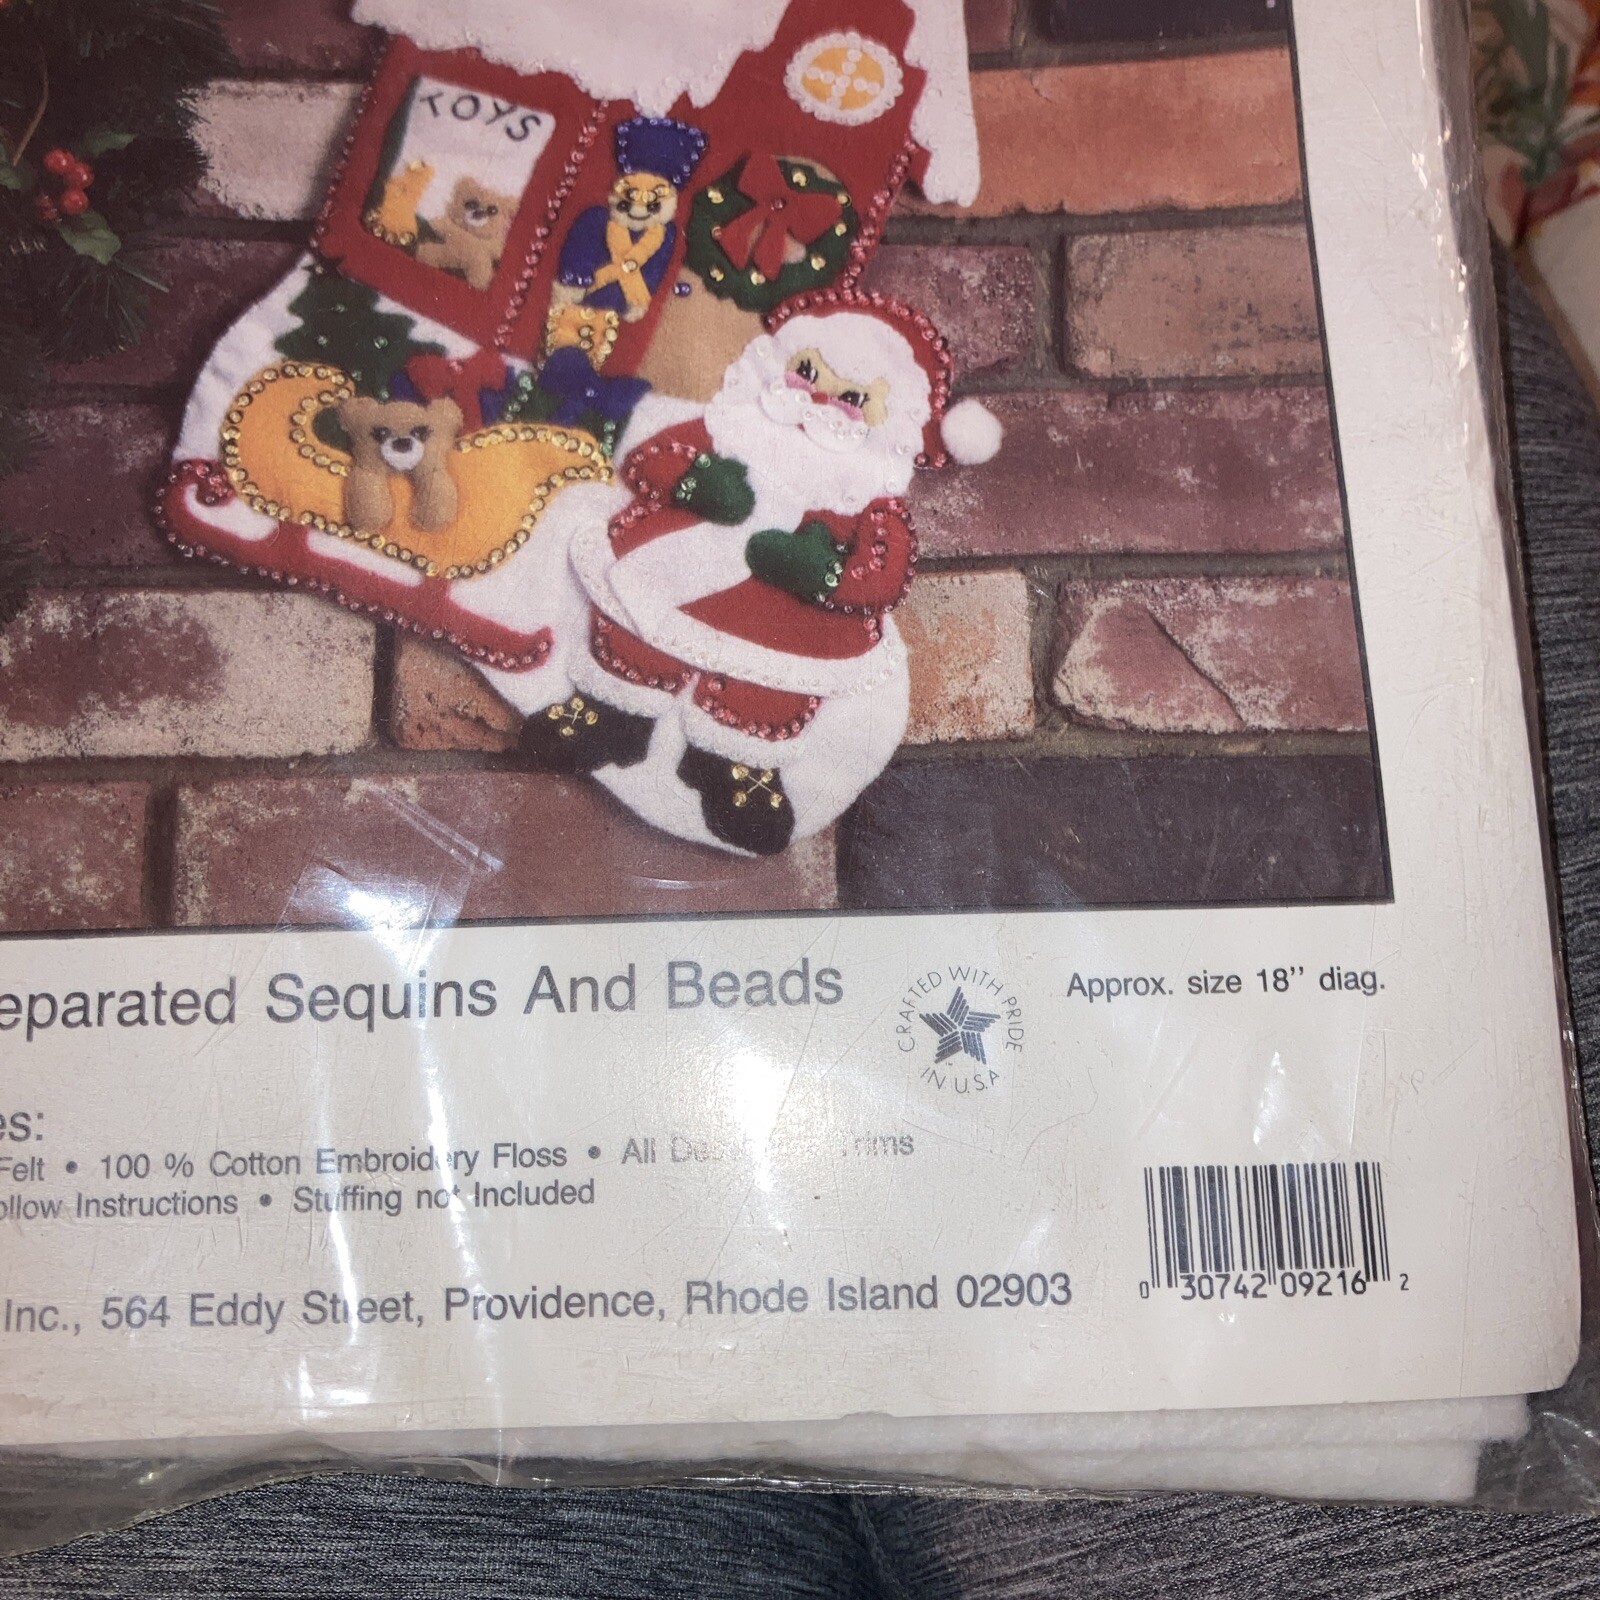 TOYS
eparated Sequins And Beads
CRAFTED WITH PRIDE
IN U.S.A
Approx. size 18’’ diag.
es:
Felt • 100 % Cotton Embroidery Floss • All Trims
ollow Instructions • Stuffing not Included
Inc., 564 Eddy Street, Providence, Rhode Island 02903
0 30742 09216 2